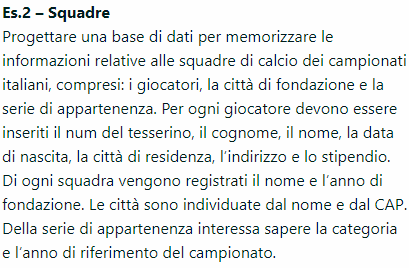 Es.2 – Squadre
Progettare una base di dati per memorizzare le
informazioni relative alle squadre di calcio dei campionati
italiani, compresi: i giocatori, la città di fondazione e la
serie di appartenenza. Per ogni giocatore devono essere
inseriti il num del tesserino, il cognome, il nome, la data
di nascita, la città di residenza, l’indirizzo e lo stipendio.
Di ogni squadra vengono registrati il nome e l’anno di
fondazione. Le città sono individuate dal nome e dal CAP.
Della serie di appartenenza interessa sapere la categoria
e l’anno di riferimento del campionato.